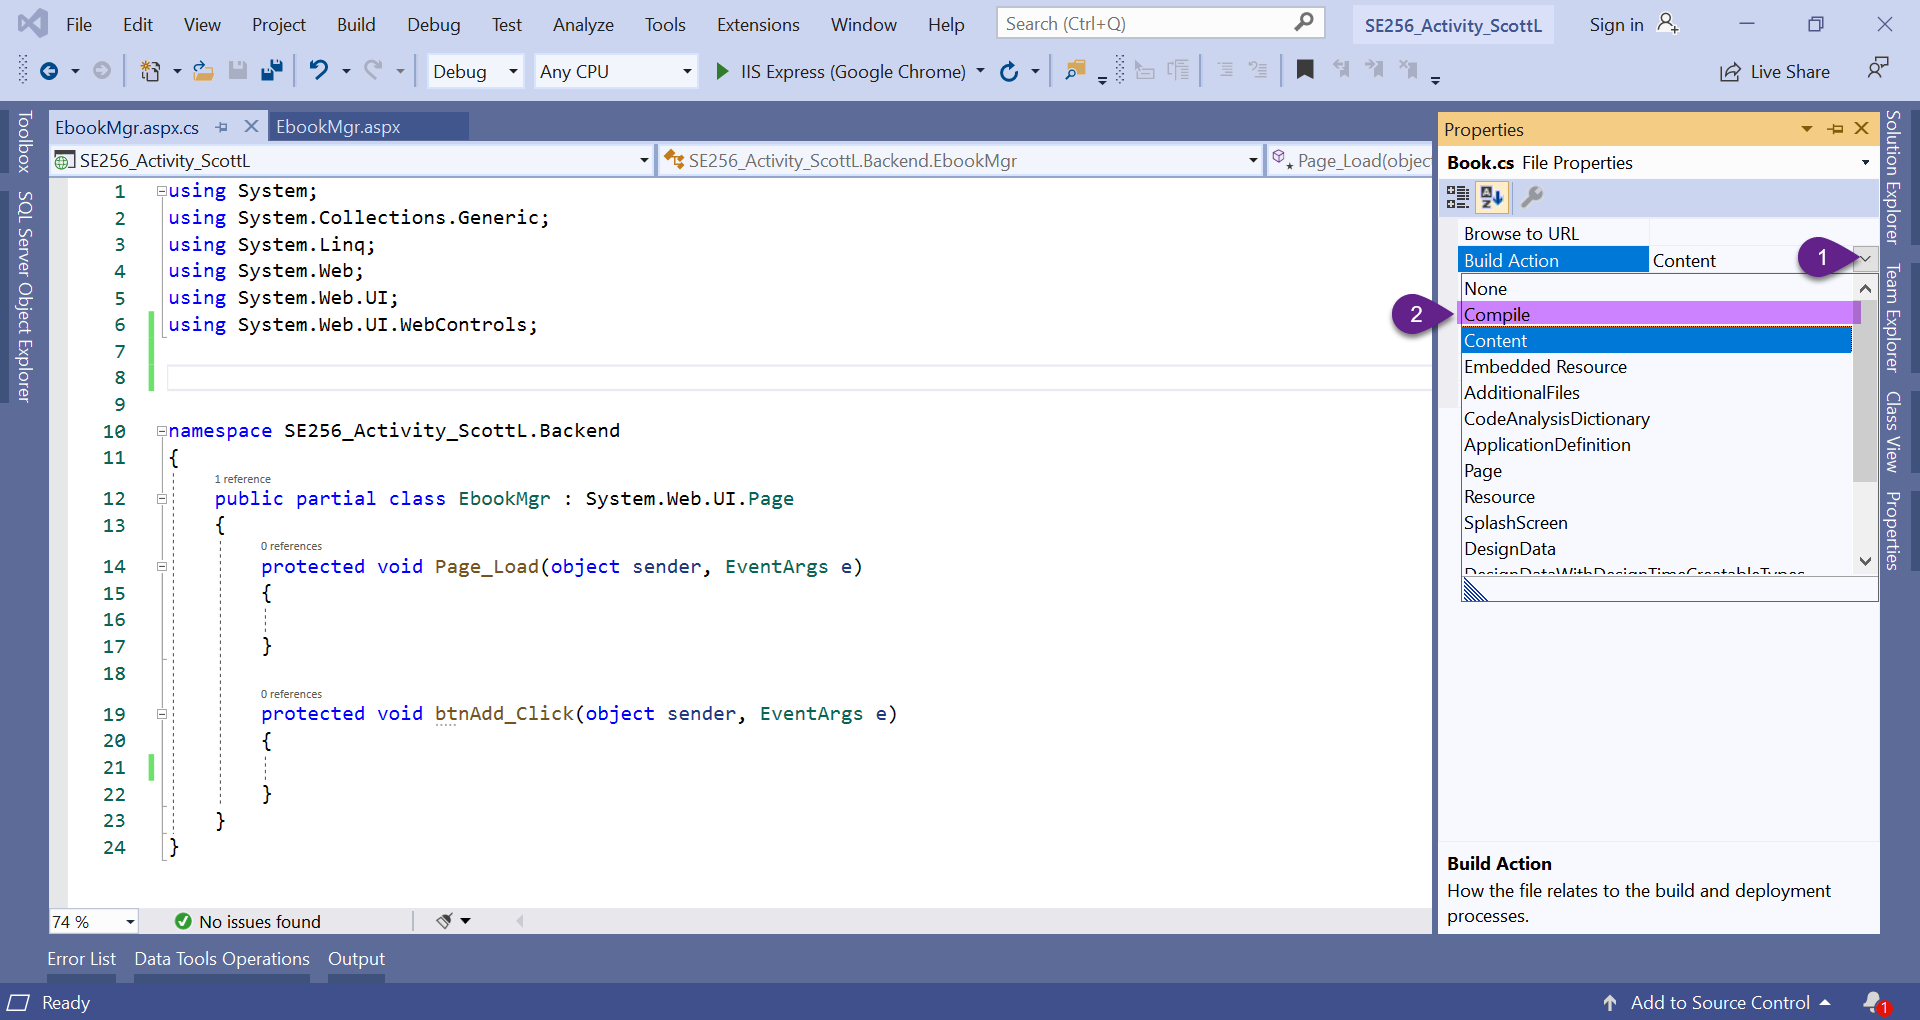 File Edit View Project Build Debug Test Analyze Tools Extensions Window Help Search (Ctrl+Q) SE256_Activity_ScottL Sign in
Debug Any CPU IIS Express (Google Chrome) Live Share
Toolbox
SQL Server Object Explorer
EbookMgr.aspx.cs EbookMgr.aspx
SE256_Activity_ScottL SE256_Activity_ScottL.Backend.EbookMgr Page_Load(objec
1 using System;
2 using System.Collections.Generic;
3 using System.Linq;
4 using System.Web;
5 using System.Web.UI;
6 using System.Web.UI.WebControls;
7
8
9
10 namespace SE256_Activity_ScottL.Backend
11 {
1 reference
12 public partial class EbookMgr : System.Web.UI.Page
13 {
0 references
14 protected void Page_Load(object sender, EventArgs e)
15 {
16
17 }
18
0 references
19 protected void btnAdd_Click(object sender, EventArgs e)
20 {
21
22 }
23 }
24 }
74 % No issues found
Properties
Book.cs File Properties
Browse to URL
Build Action Content 1
None
2 Compile
Content
Embedded Resource
AdditionalFiles
CodeAnalysisDictionary
ApplicationDefinition
Page
Resource
SplashScreen
DesignData
DesignDataWithDesignTimeCreatableTypes
Build Action
How the file relates to the build and deployment
processes.
Solution Explorer
Team Explorer
Class View
Properties
Error List Data Tools Operations Output
Ready Add to Source Control 1